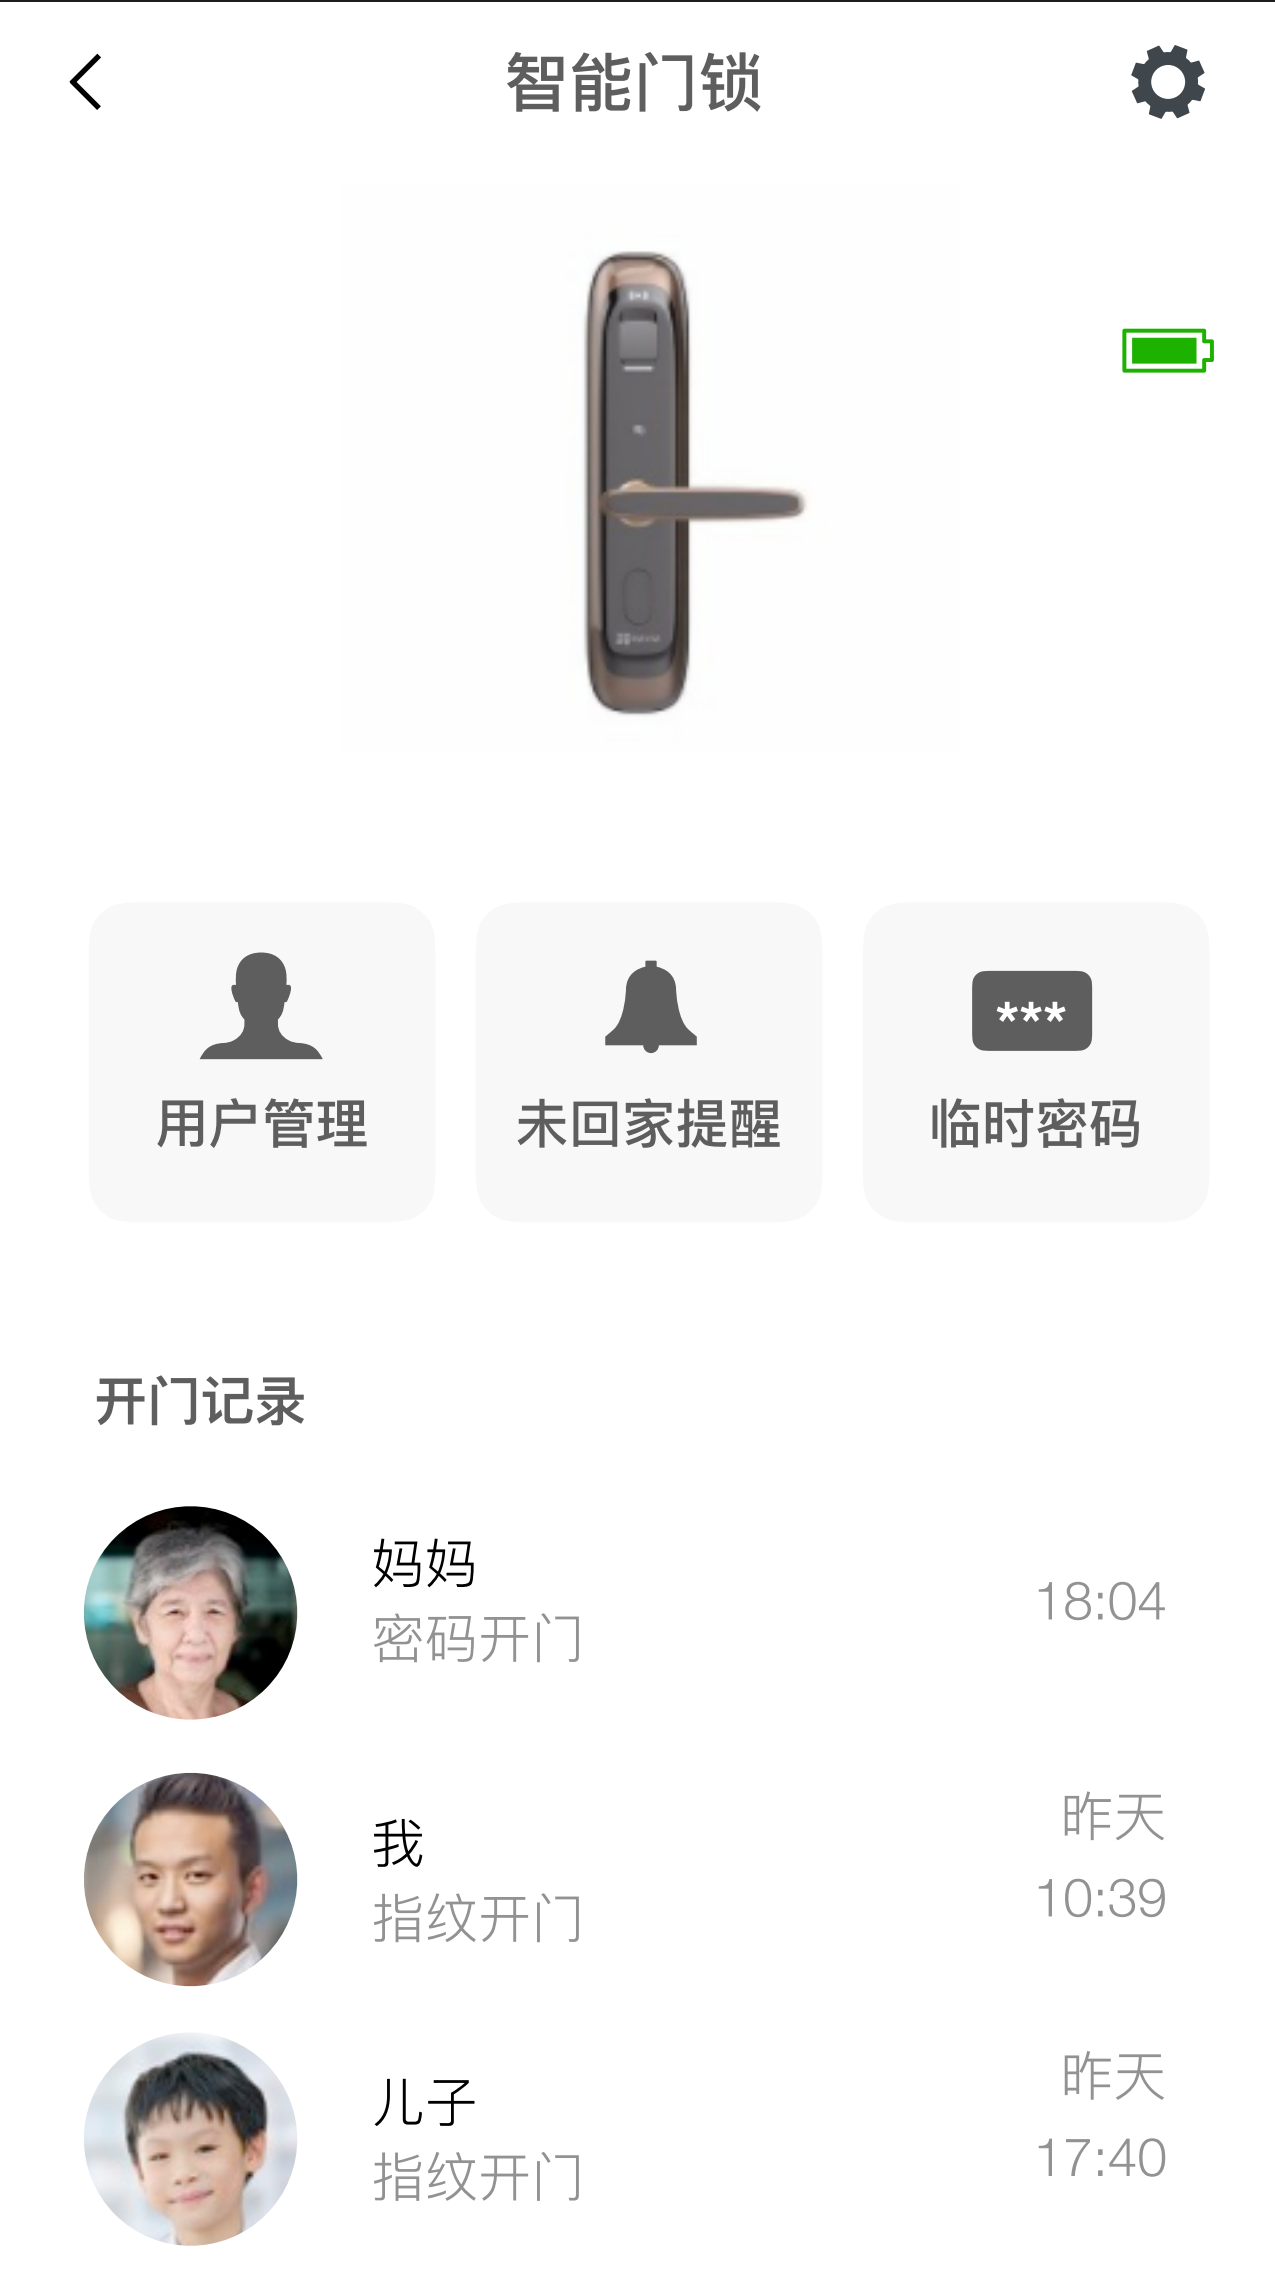 智能门锁
***
用户管理
未回家提醒
临时密码
开门记录
妈妈
密码开门
18:04
我
指纹开门
昨天
10:39
儿子
指纹开门
昨天
17:40